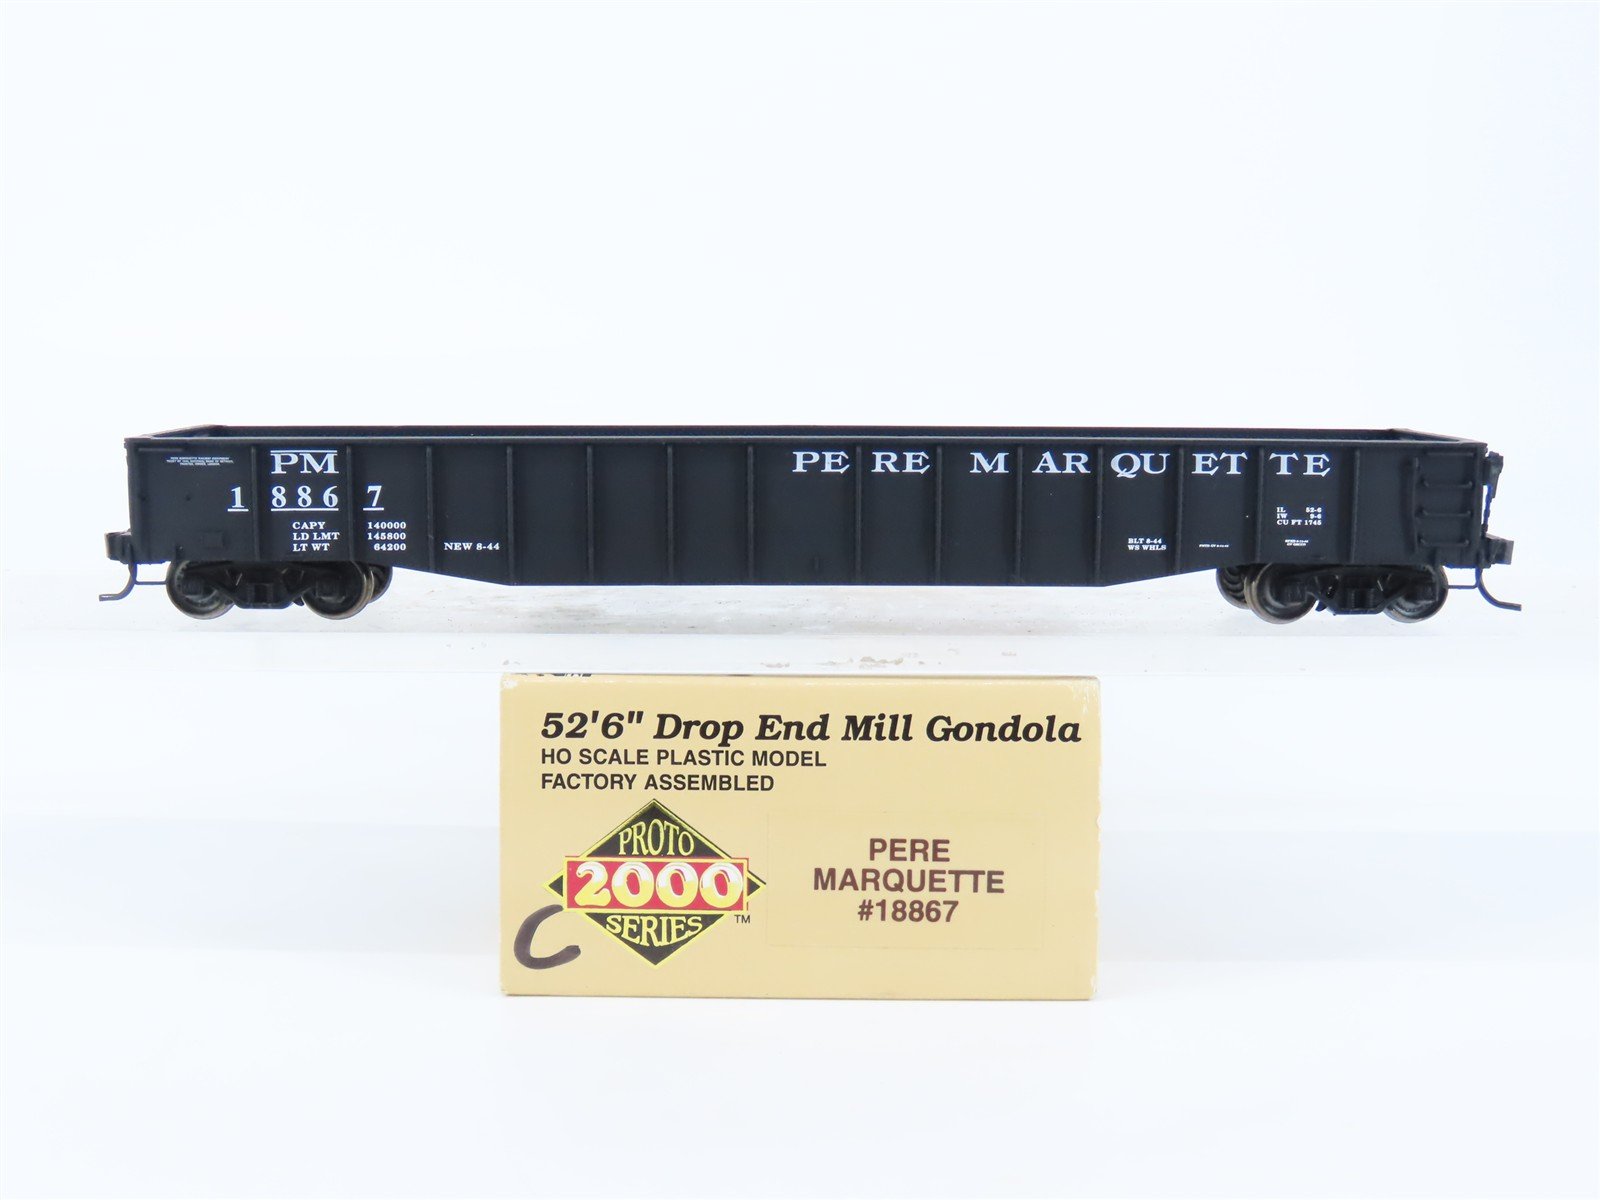 PM
18867
CAPY 140000
LD LMT 145800
LT WT 64200
NEW 8-44
PERE MARQUETTE
IL 52-6
IW 9-6
CU FT 1745
BLT 8-44
WS WHLS
52'6" Drop End Mill Gondola
HO SCALE PLASTIC MODEL
FACTORY ASSEMBLED
PROTO
2000
SERIES
TM
C
PERE
MARQUETTE
#18867